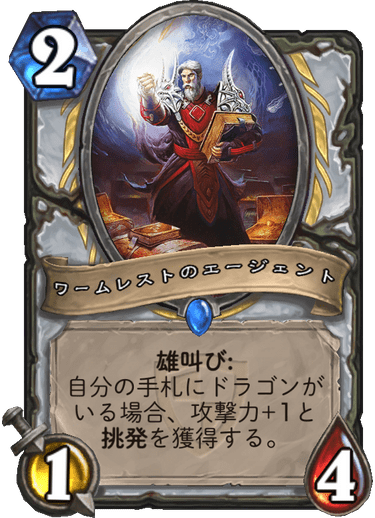 2
ワームレストのエージェント
雄叫び:
自分の手札にドラゴンが
いる場合、攻撃力+1と
挑発を獲得する。
1
4